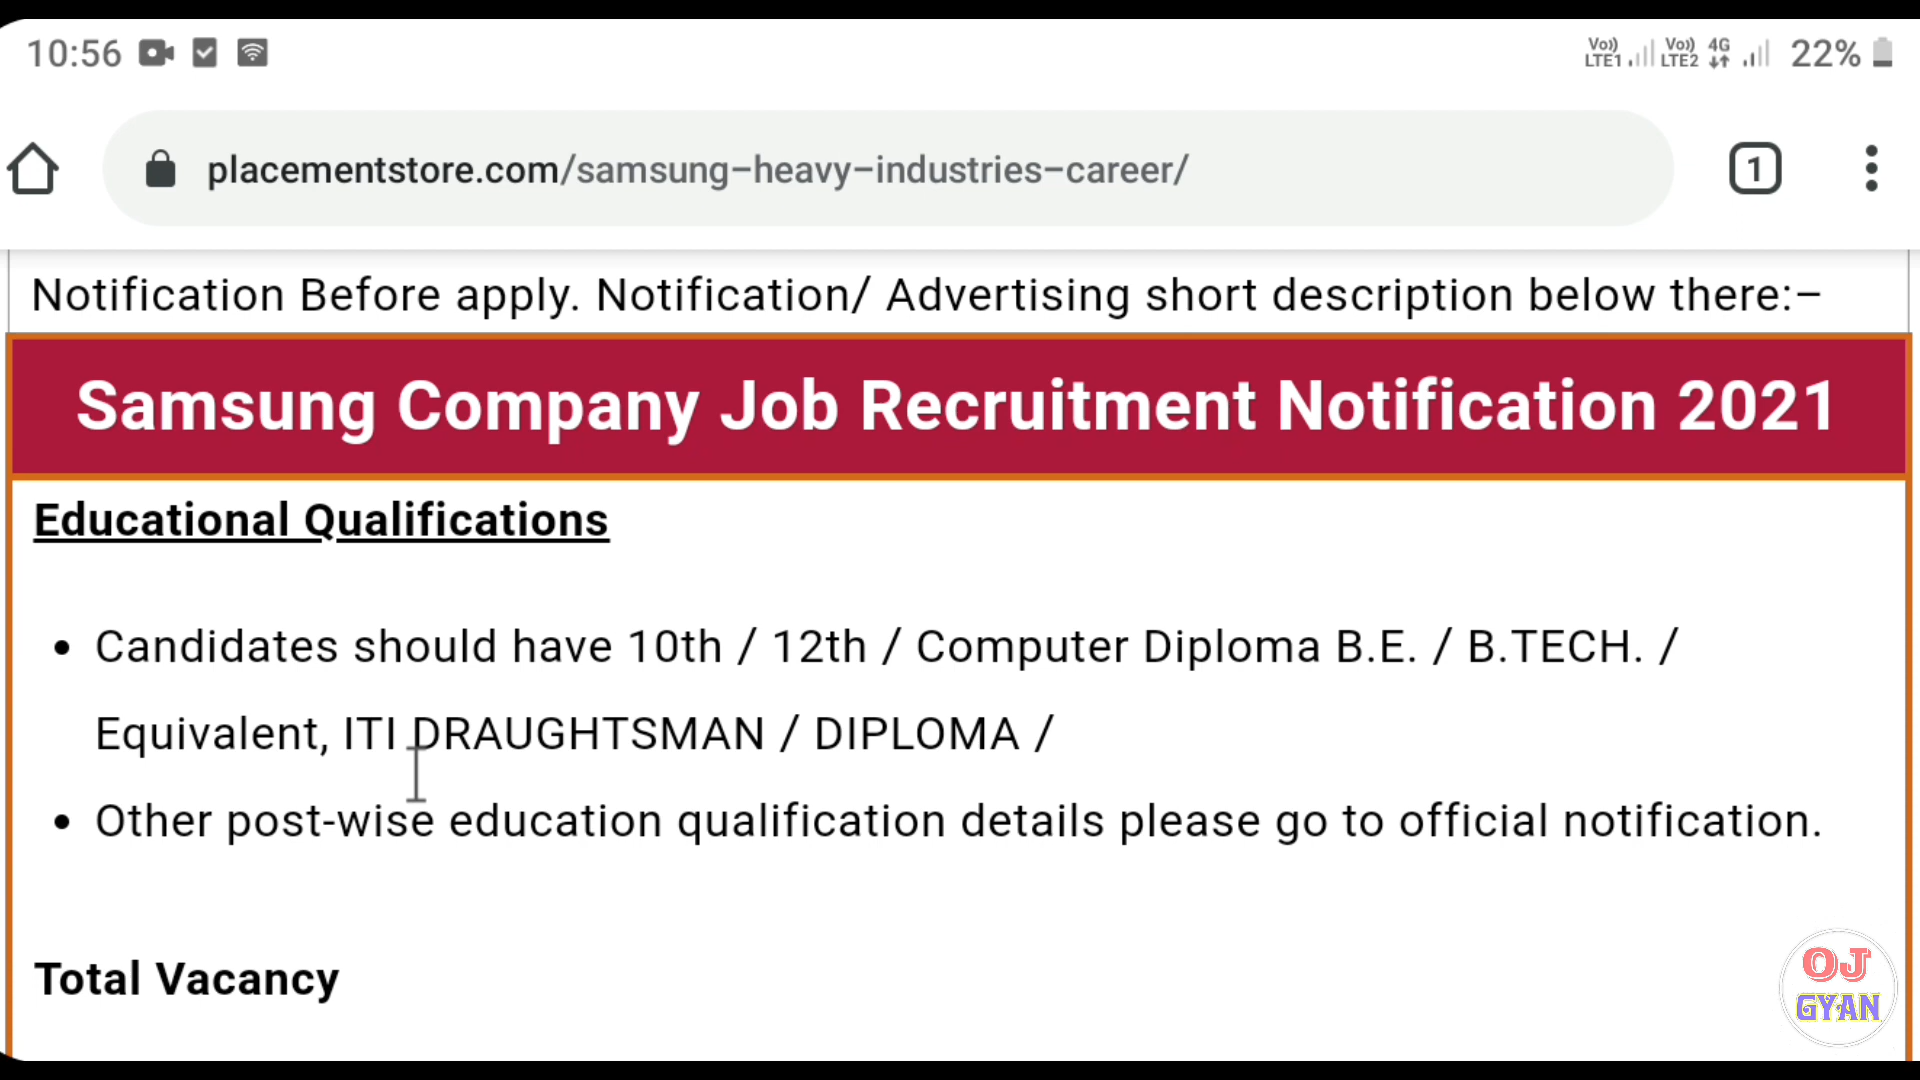 10:56
Vo)) LTE1 Vo)) LTE2 4G 22%
placementstore.com/samsung-heavy-industries-career/
1
Notification Before apply. Notification/ Advertising short description below there:–
Samsung Company Job Recruitment Notification 2021
Educational Qualifications
• Candidates should have 10th / 12th / Computer Diploma B.E. / B.TECH. /
Equivalent, ITI DRAUGHTSMAN / DIPLOMA /
• Other post-wise education qualification details please go to official notification.
Total Vacancy
OJ
GYAN